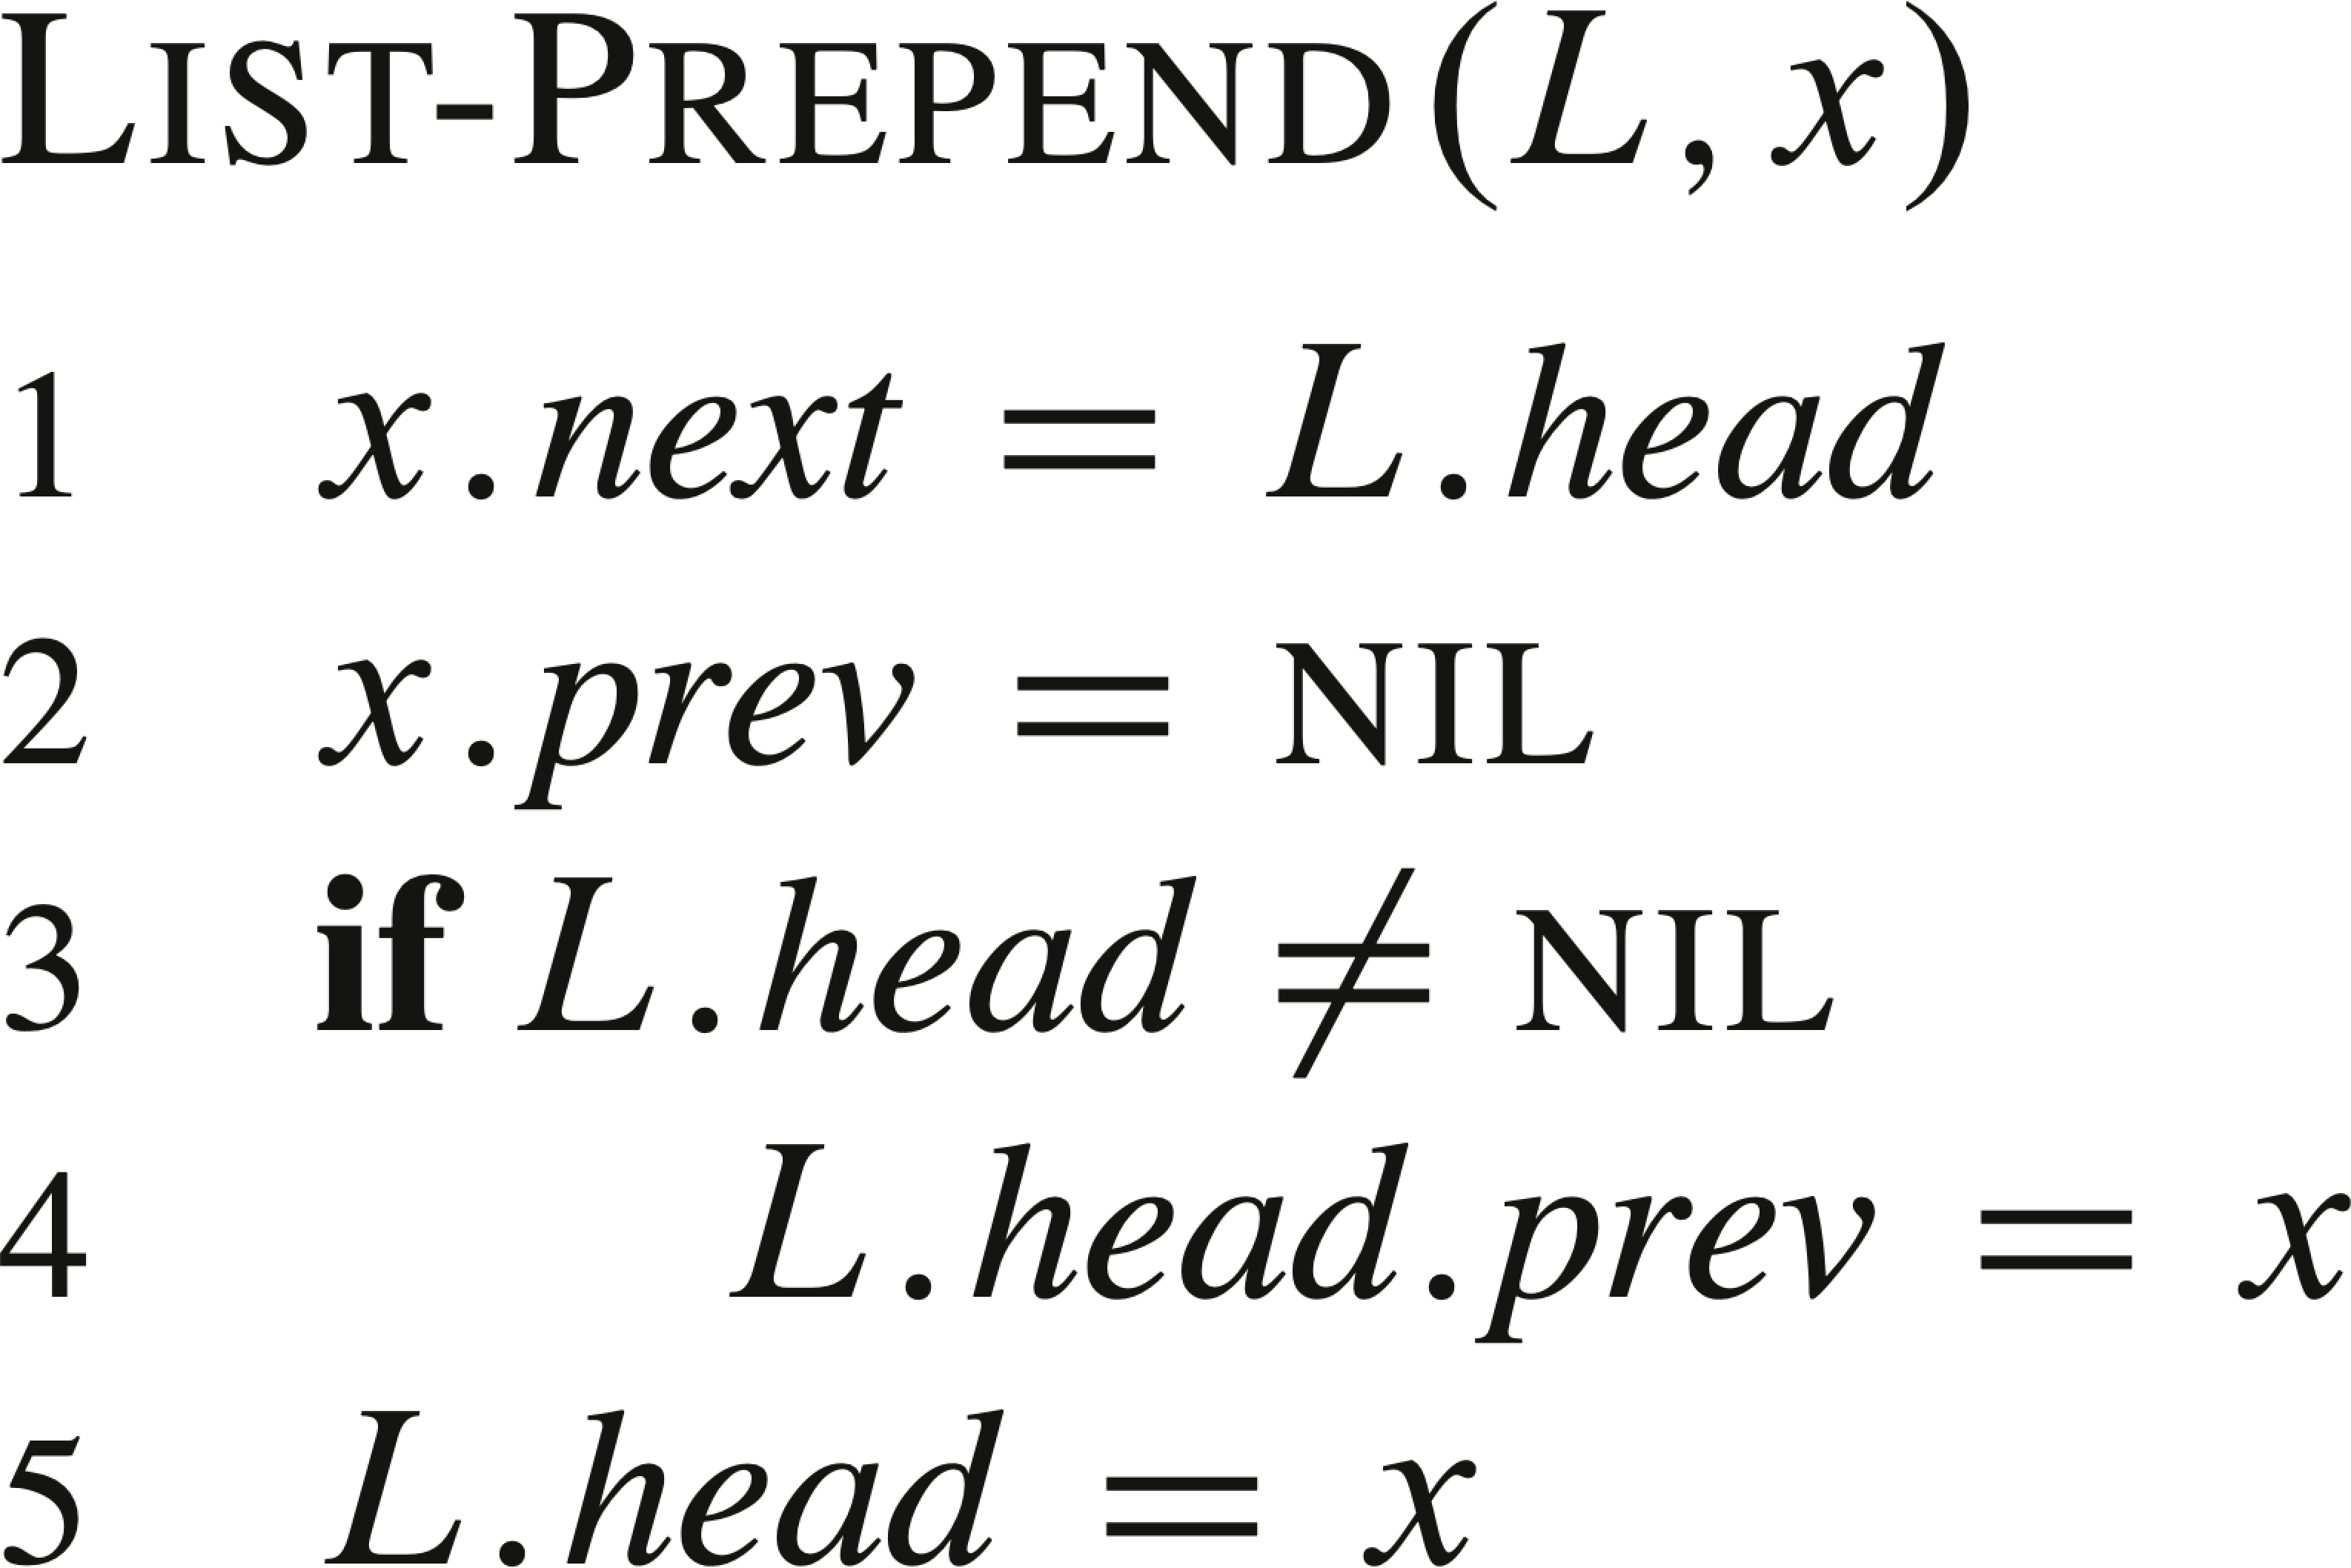 LIST-PREPEND(L, x)
1 x.next = L.head
2 x.prev = NIL
3 if L.head ≠ NIL
4 L.head.prev = x
5 L.head = x